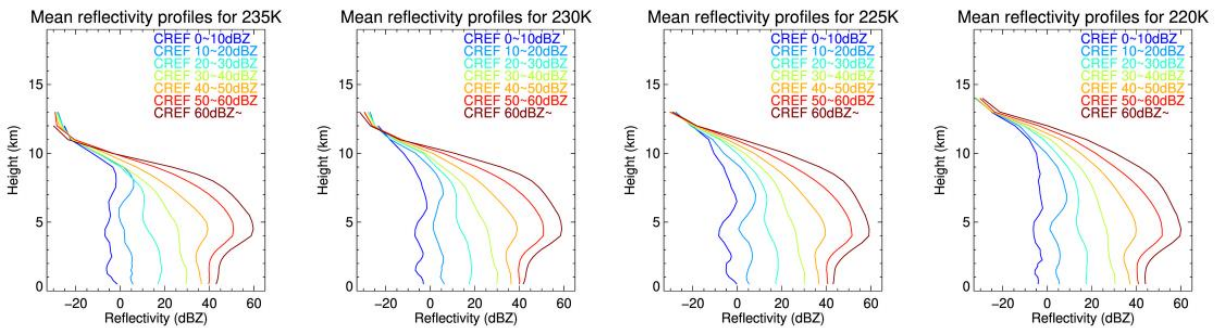 Mean reflectivity profiles for 235K
CREF 0~10dBZ
CREF 10~20dBZ
CREF 20~30dBZ
CREF 30~40dBZ
CREF 40~50dBZ
CREF 50~60dBZ
CREF 60dBZ~
15
10
5
0
Height (km)
-20 0 20 40 60
Reflectivity (dBZ)
Mean reflectivity profiles for 230K
CREF 0~10dBZ
CREF 10~20dBZ
CREF 20~30dBZ
CREF 30~40dBZ
CREF 40~50dBZ
CREF 50~60dBZ
CREF 60dBZ~
15
10
5
0
Height (km)
-20 0 20 40 60
Reflectivity (dBZ)
Mean reflectivity profiles for 225K
CREF 0~10dBZ
CREF 10~20dBZ
CREF 20~30dBZ
CREF 30~40dBZ
CREF 40~50dBZ
CREF 50~60dBZ
CREF 60dBZ~
15
10
5
0
Height (km)
-20 0 20 40 60
Reflectivity (dBZ)
Mean reflectivity profiles for 220K
CREF 0~10dBZ
CREF 10~20dBZ
CREF 20~30dBZ
CREF 30~40dBZ
CREF 40~50dBZ
CREF 50~60dBZ
CREF 60dBZ~
15
10
5
0
Height (km)
-20 0 20 40 60
Reflectivity (dBZ)